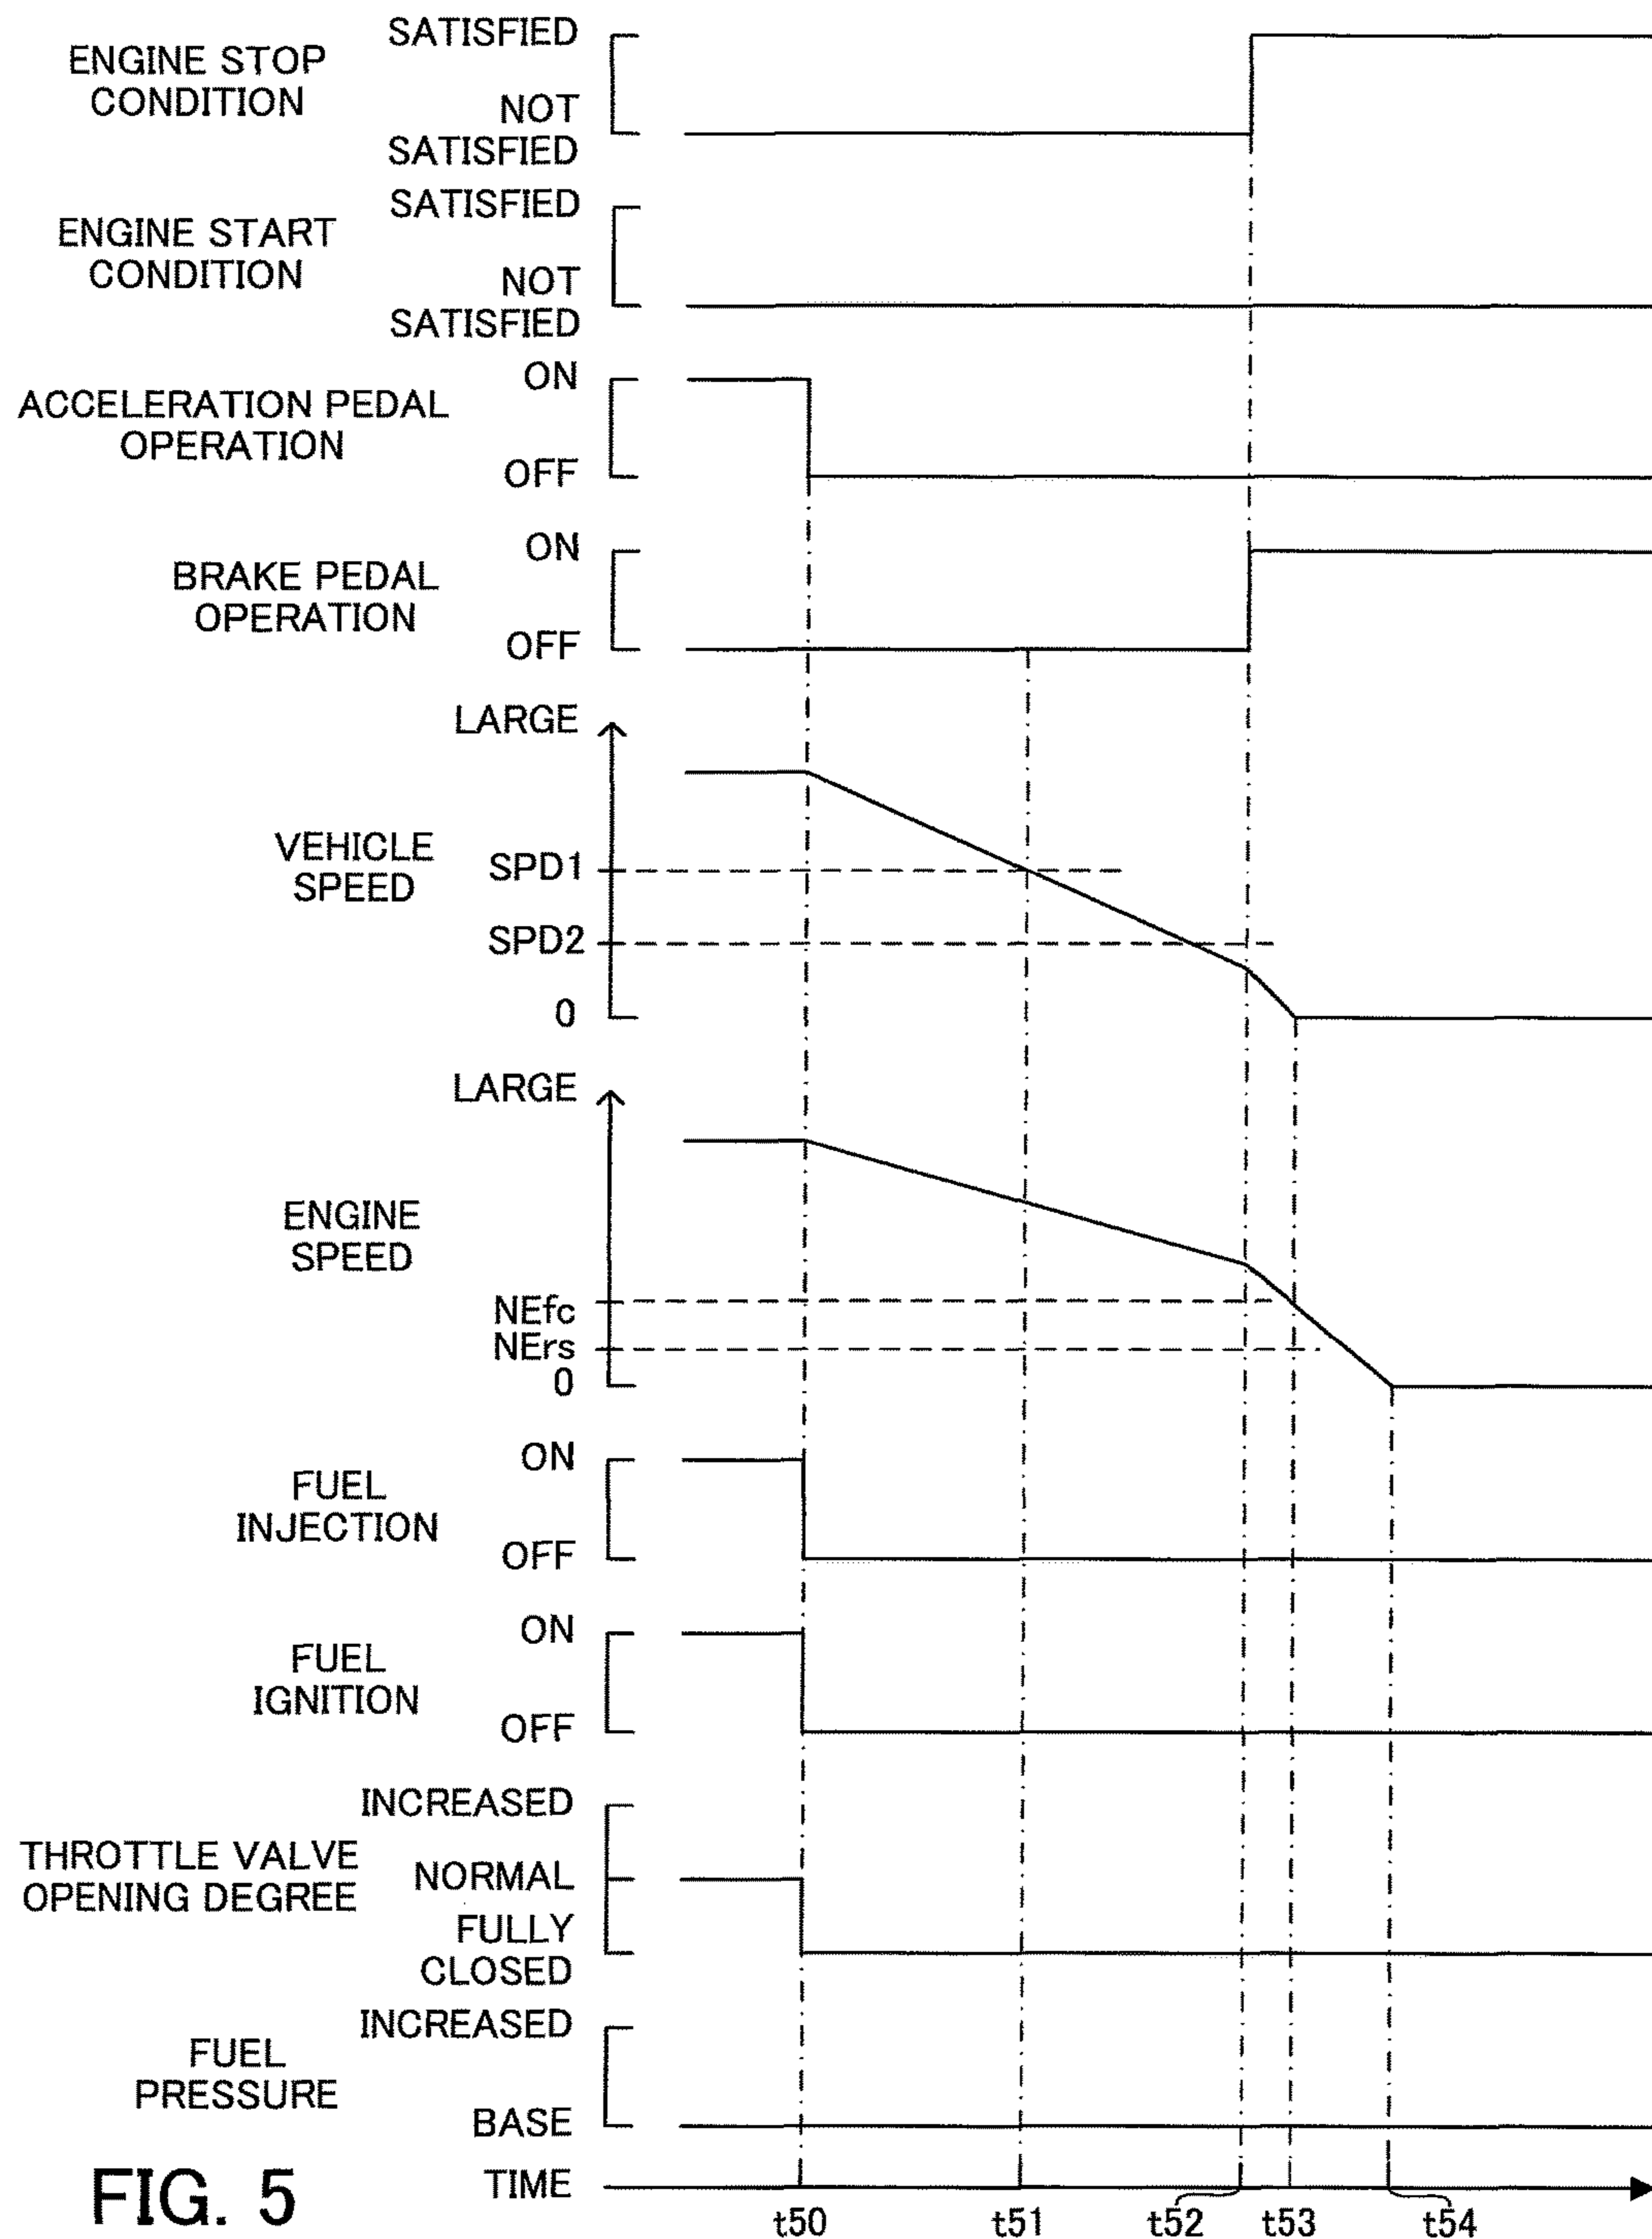 ENGINE STOP
CONDITION
SATISFIED
NOT
SATISFIED
ENGINE START
CONDITION
SATISFIED
NOT
SATISFIED
ACCELERATION PEDAL
OPERATION
ON
OFF
BRAKE PEDAL
OPERATION
ON
OFF
VEHICLE
SPEED
LARGE
SPD1
SPD2
0
ENGINE
SPEED
LARGE
NEfc
NErs
0
FUEL
INJECTION
ON
OFF
FUEL
IGNITION
ON
OFF
THROTTLE VALVE
OPENING DEGREE
INCREASED
NORMAL
FULLY
CLOSED
FUEL
PRESSURE
INCREASED
BASE
TIME
t50 t51 t52 t53 t54
FIG. 5